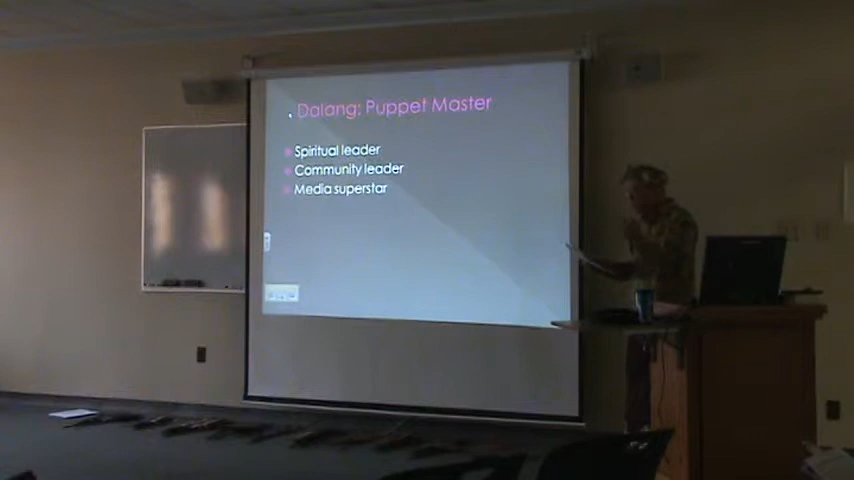 Dalang: Puppet Master
Spiritual leader
Community leader
Media superstar